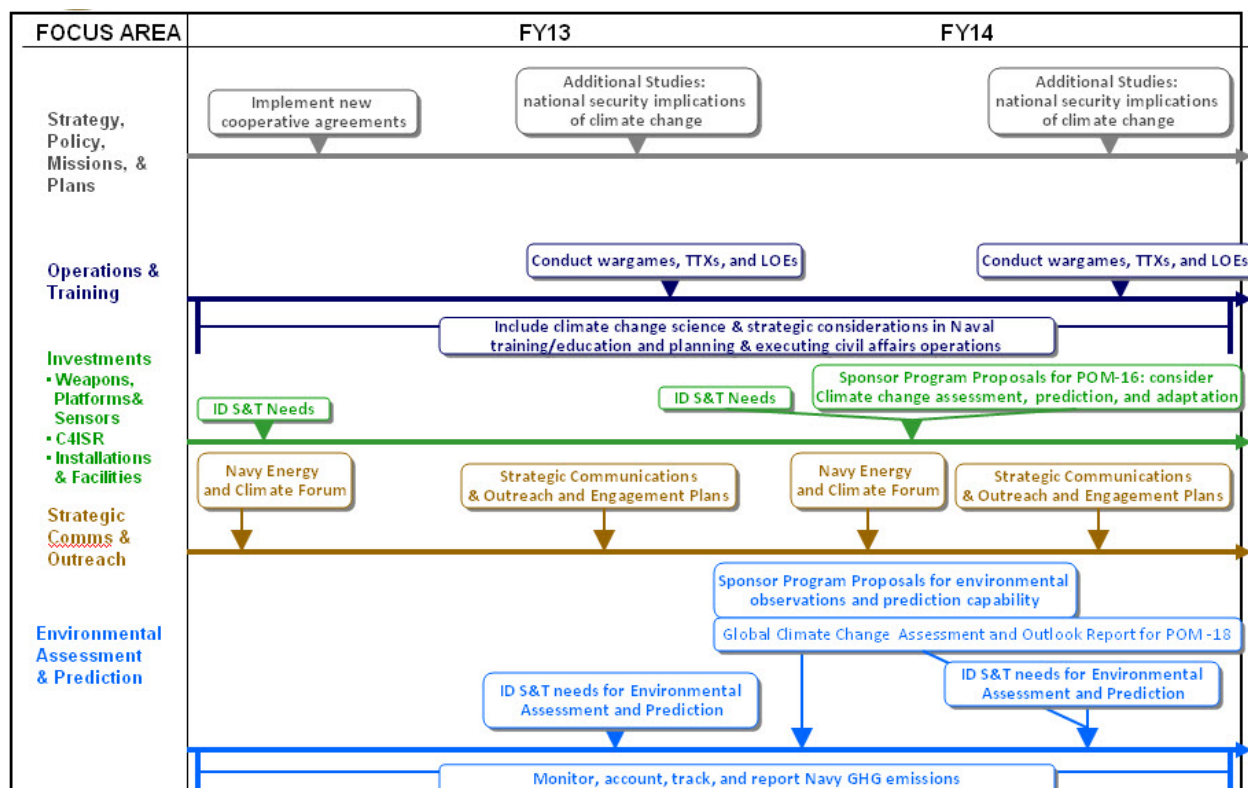 FOCUS AREA
FY13
FY14
Strategy,
Policy,
Missions, &
Plans
Implement new
cooperative agreements
Additional Studies:
national security implications
of climate change
Additional Studies:
national security implications
of climate change
Operations &
Training
Conduct wargames, TTXs, and LOEs
Conduct wargames, TTXs, and LOEs
Include climate change science & strategic considerations in Naval
training/education and planning & executing civil affairs operations
Investments
▪ Weapons,
Platforms&
Sensors
▪ C4ISR
▪ Installations
& Facilities
ID S&T Needs
ID S&T Needs
Sponsor Program Proposals for POM-16: consider
Climate change assessment, prediction, and adaptation
Strategic
Comms &
Outreach
Navy Energy
and Climate Forum
Strategic Communications
& Outreach and Engagement Plans
Navy Energy
and Climate Forum
Strategic Communications
& Outreach and Engagement Plans
Environmental
Assessment
& Prediction
Sponsor Program Proposals for environmental
observations and prediction capability
Global Climate Change Assessment and Outlook Report for POM -18
ID S&T needs for Environmental
Assessment and Prediction
ID S&T needs for Environmental
Assessment and Prediction
Monitor, account, track, and report Navy GHG emissions